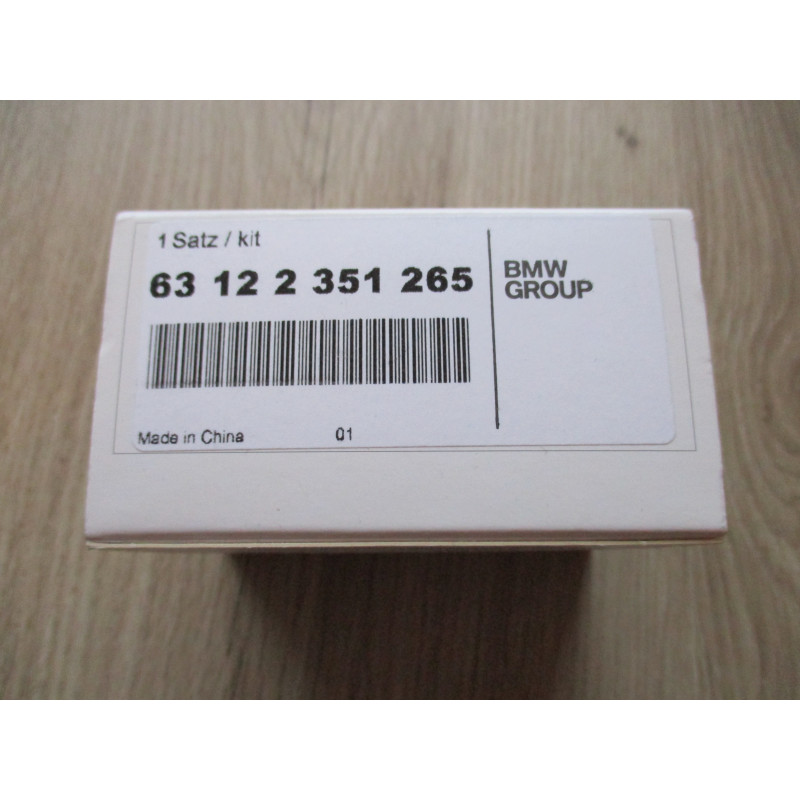 1 Satz / kit
63 12 2 351 265
BMW
GROUP
Made in China 01